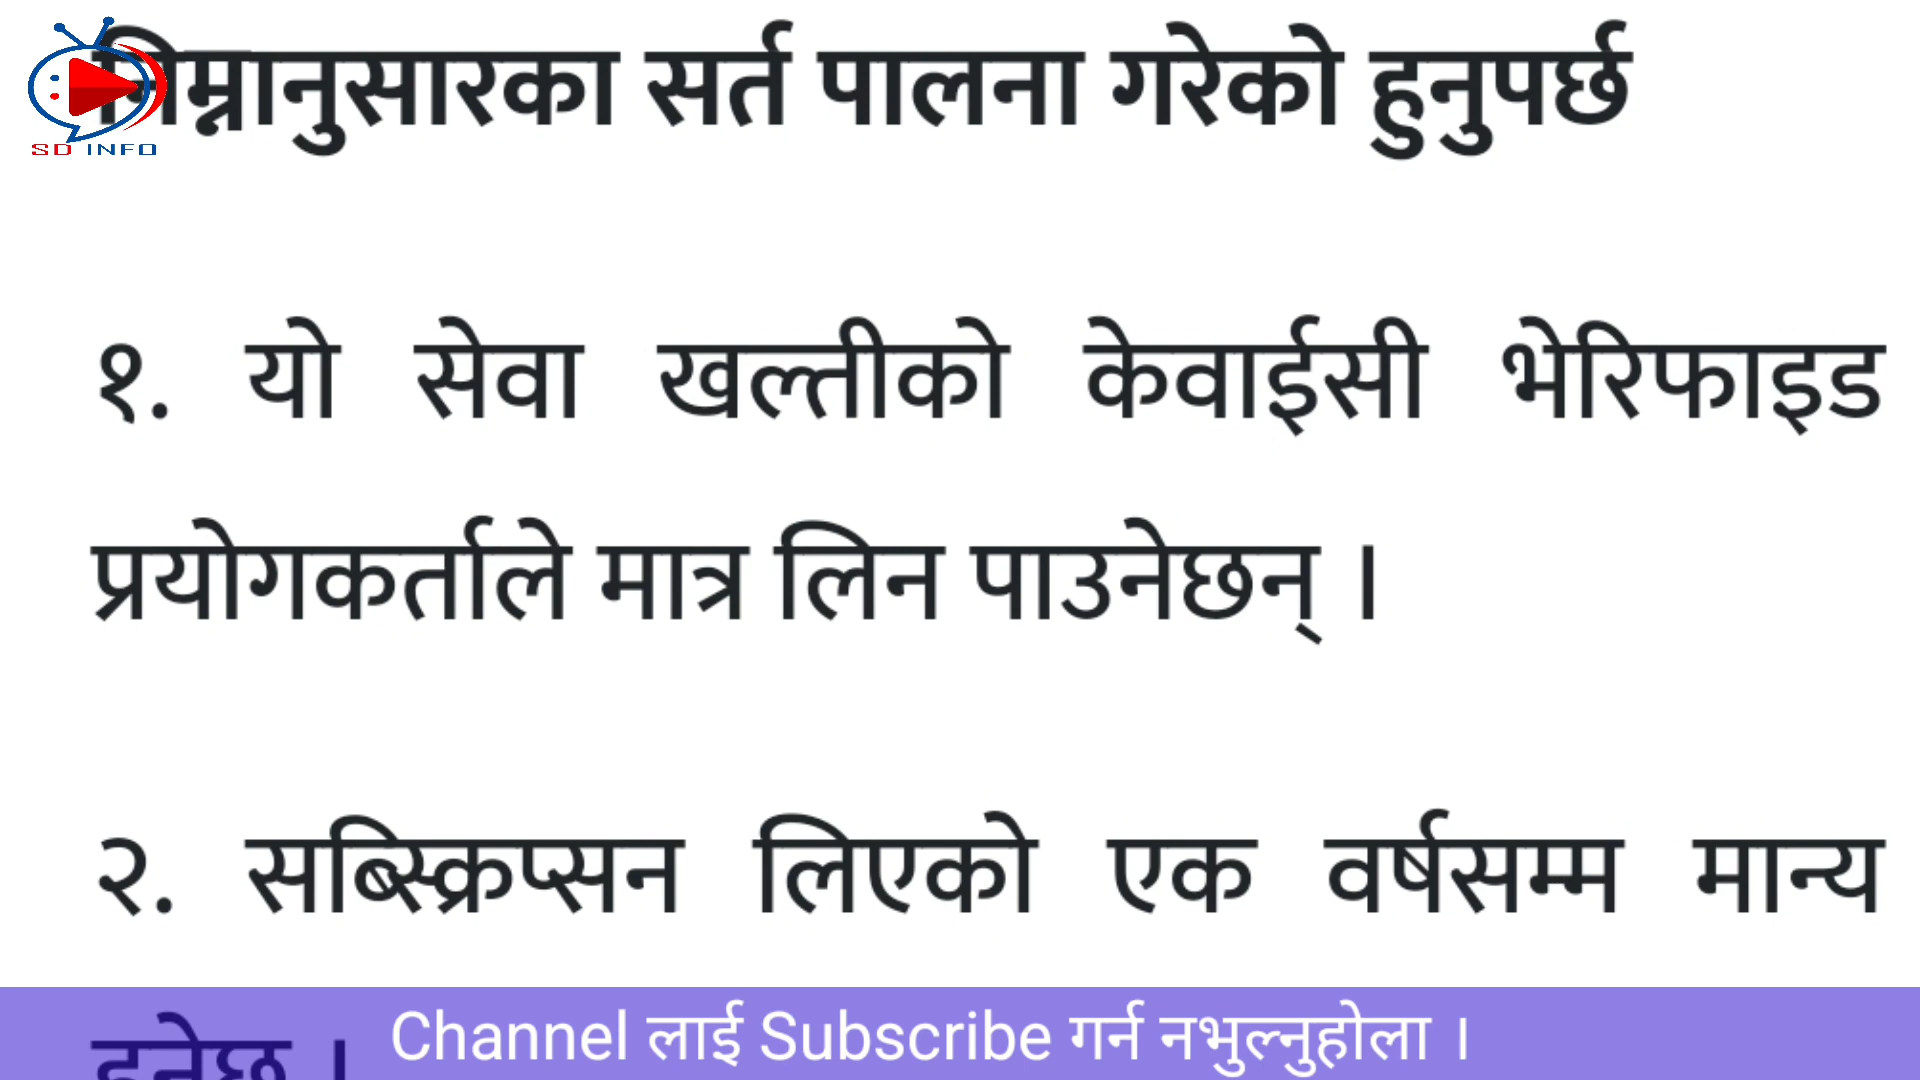 निम्नानुसारका सर्त पालना गरेको हुनुपर्छ
SD INFO
१. यो सेवा खल्तीको केवाईसी भेरिफाइड
प्रयोगकर्ताले मात्र लिन पाउनेछन् ।
२. सब्स्क्रिप्सन लिएको एक वर्षसम्म मान्य
हुनेछ ।
Channel लाई Subscribe गर्न नभुल्नुहोला ।